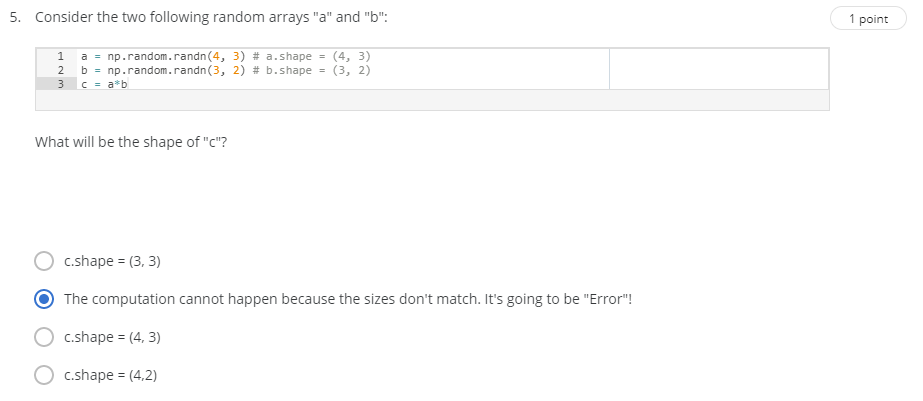 5. Consider the two following random arrays "a" and "b":
1 point
1 a = np.random.randn(4, 3) # a.shape = (4, 3)
2 b = np.random.randn(3, 2) # b.shape = (3, 2)
3 c = a*b
What will be the shape of "c"?
c.shape = (3, 3)
The computation cannot happen because the sizes don't match. It's going to be "Error"!
c.shape = (4, 3)
c.shape = (4,2)